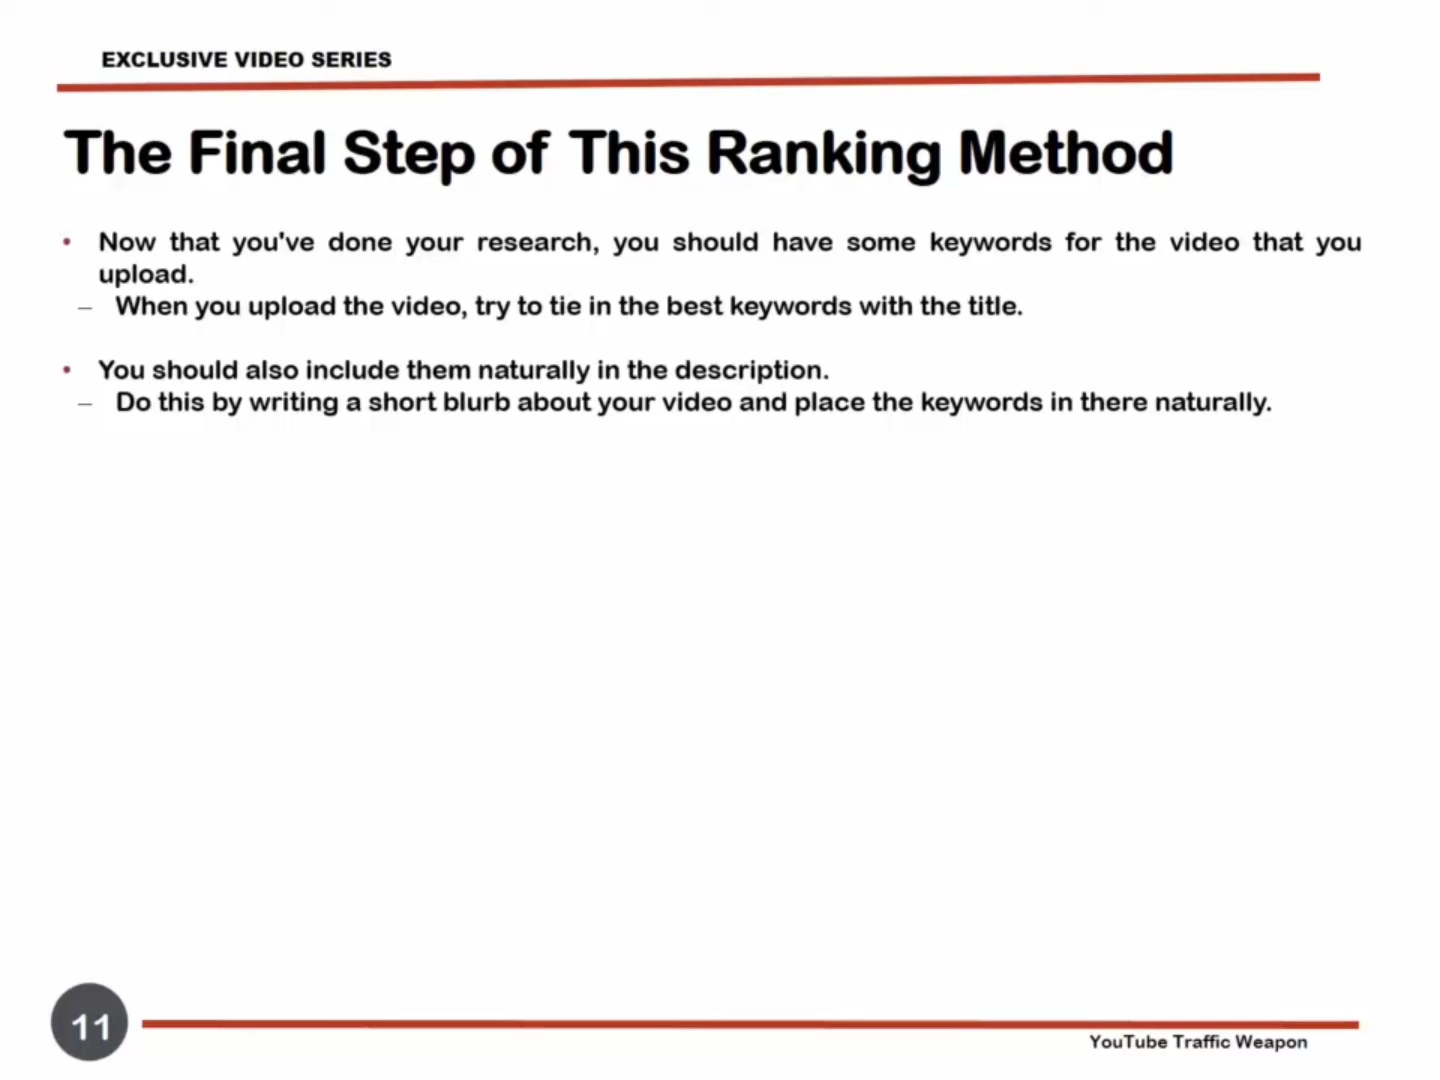 EXCLUSIVE VIDEO SERIES
The Final Step of This Ranking Method
• Now that you've done your research, you should have some keywords for the video that you
upload.
– When you upload the video, try to tie in the best keywords with the title.
• You should also include them naturally in the description.
– Do this by writing a short blurb about your video and place the keywords in there naturally.
11
YouTube Traffic Weapon